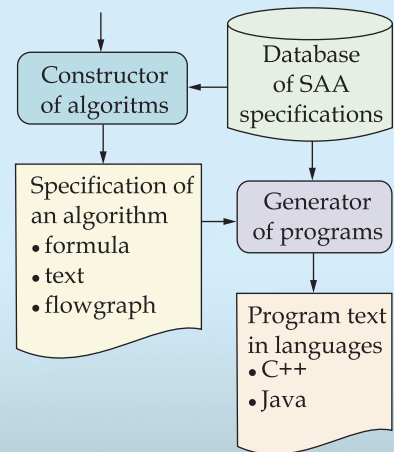 Constructor
of algoritms
Database
of SAA
specifications
Specification of
an algorithm
• formula
• text
• flowgraph
Generator
of programs
Program text
in languages
• C++
• Java